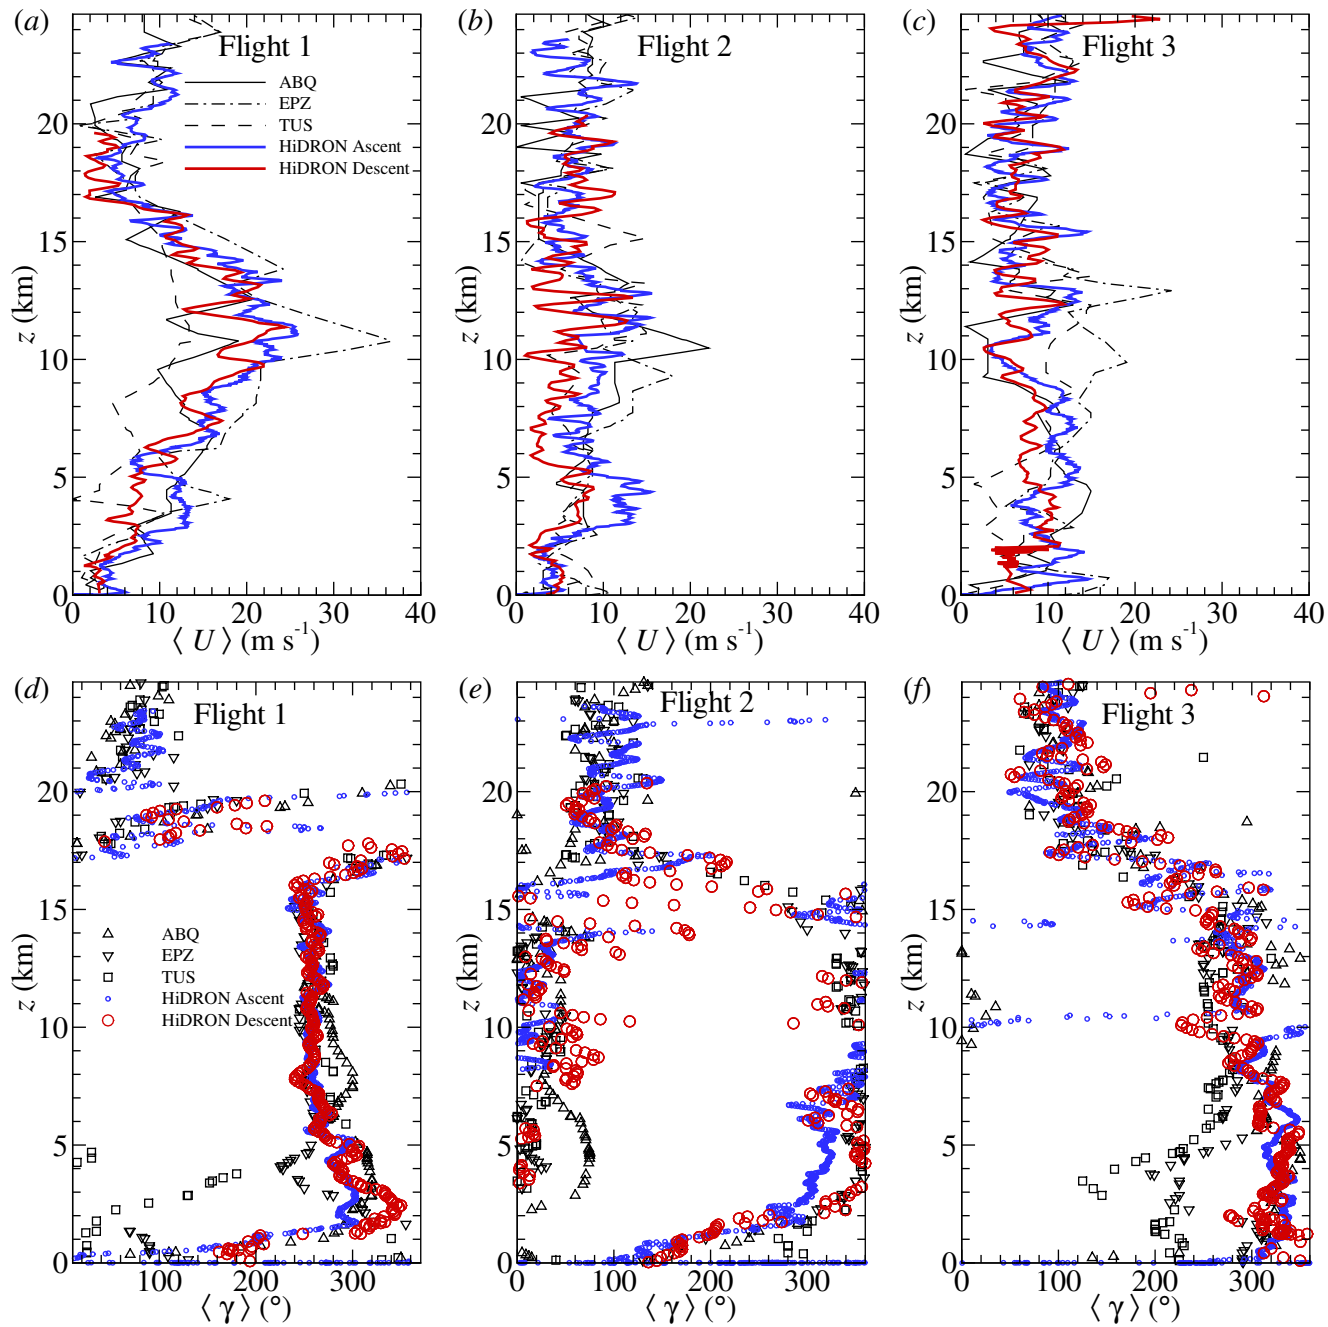 (a) Flight 1
ABQ
EPZ
TUS
HiDRON Ascent
HiDRON Descent
20
15
10
5
0
z (km)
0 10 20 30 40
⟨ U ⟩ (m s⁻¹)
(b) Flight 2
20
15
10
5
0
z (km)
0 10 20 30 40
⟨ U ⟩ (m s⁻¹)
(c) Flight 3
20
15
10
5
0
z (km)
0 10 20 30 40
⟨ U ⟩ (m s⁻¹)
(d) Flight 1
20
15
10
5
0
ABQ
EPZ
TUS
HiDRON Ascent
HiDRON Descent
z (km)
100 200 300
⟨ γ ⟩ (°)
(e) Flight 2
20
15
10
5
0
z (km)
0 100 200 300
⟨ γ ⟩ (°)
(f) Flight 3
20
15
10
5
0
z (km)
0 100 200 300
⟨ γ ⟩ (°)